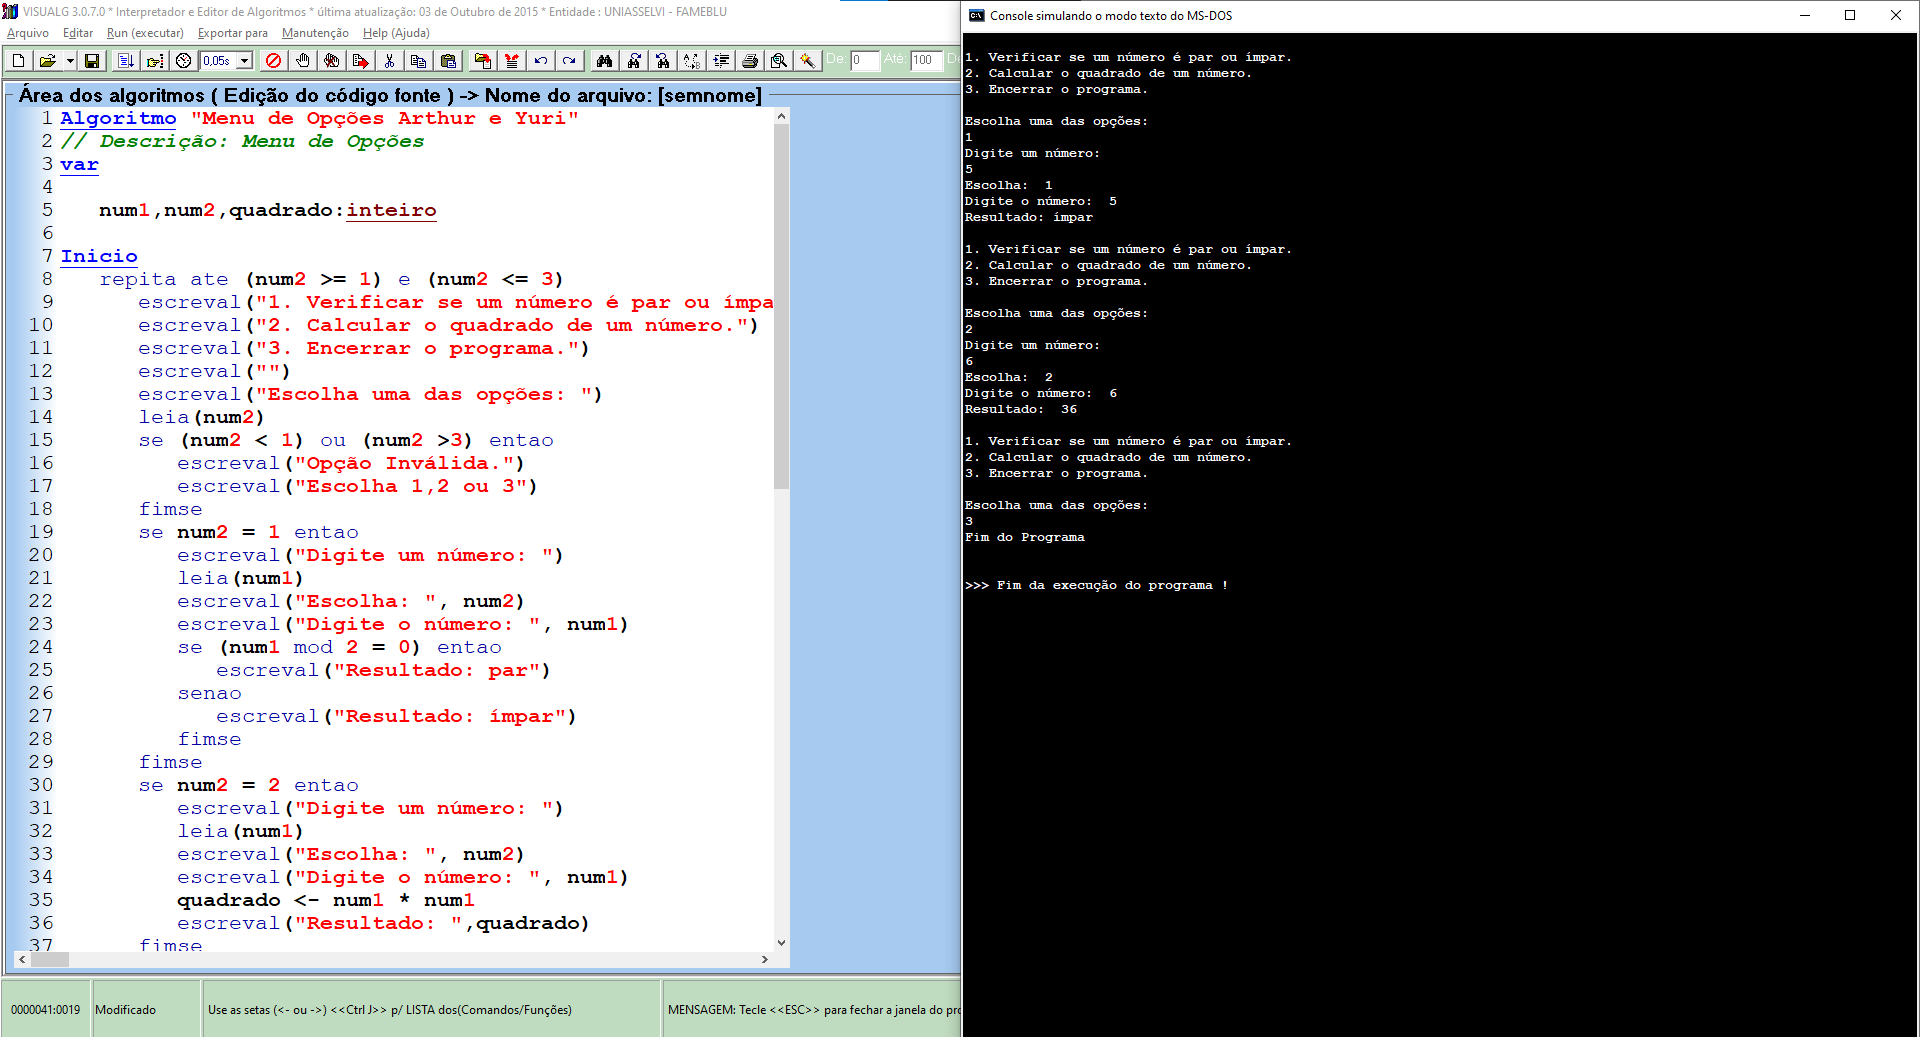 VISUALG 3.0.7.0 * Interpretador e Editor de Algoritmos * última atualização: 03 de Outubro de 2015 * Entidade : UNIASSELVI - FAMEBLU
Arquivo Editar Run (executar) Exportar para Manutenção Help (Ajuda)
0,05s De: 0 Até: 100
Área dos algoritmos ( Edição do código fonte ) -> Nome do arquivo: [semnome]
1 Algoritmo "Menu de Opções Arthur e Yuri"
2 // Descrição: Menu de Opções
3 var
4
5 num1,num2,quadrado:inteiro
6
7 Inicio
8 repita ate (num2 >= 1) e (num2 <= 3)
9 escreval("1. Verificar se um número é par ou ímpa
10 escreval("2. Calcular o quadrado de um número.")
11 escreval("3. Encerrar o programa.")
12 escreval("")
13 escreval("Escolha uma das opções: ")
14 leia(num2)
15 se (num2 < 1) ou (num2 >3) entao
16 escreval("Opção Inválida.")
17 escreval("Escolha 1,2 ou 3")
18 fimse
19 se num2 = 1 entao
20 escreval("Digite um número: ")
21 leia(num1)
22 escreval("Escolha: ", num2)
23 escreval("Digite o número: ", num1)
24 se (num1 mod 2 = 0) entao
25 escreval("Resultado: par")
26 senao
27 escreval("Resultado: ímpar")
28 fimse
29 fimse
30 se num2 = 2 entao
31 escreval("Digite um número: ")
32 leia(num1)
33 escreval("Escolha: ", num2)
34 escreval("Digite o número: ", num1)
35 quadrado <- num1 * num1
36 escreval("Resultado: ",quadrado)
37 fimse
0000041:0019 Modificado Use as setas (<- ou ->) <<Ctrl J>> p/ LISTA dos(Comandos/Funções) MENSAGEM: Tecle <<ESC>> para fechar a janela do pro
Console simulando o modo texto do MS-DOS
1. Verificar se um número é par ou ímpar.
2. Calcular o quadrado de um número.
3. Encerrar o programa.
Escolha uma das opções:
1
Digite um número:
5
Escolha: 1
Digite o número: 5
Resultado: ímpar
1. Verificar se um número é par ou ímpar.
2. Calcular o quadrado de um número.
3. Encerrar o programa.
Escolha uma das opções:
2
Digite um número:
6
Escolha: 2
Digite o número: 6
Resultado: 36
1. Verificar se um número é par ou ímpar.
2. Calcular o quadrado de um número.
3. Encerrar o programa.
Escolha uma das opções:
3
Fim do Programa
>>> Fim da execução do programa !